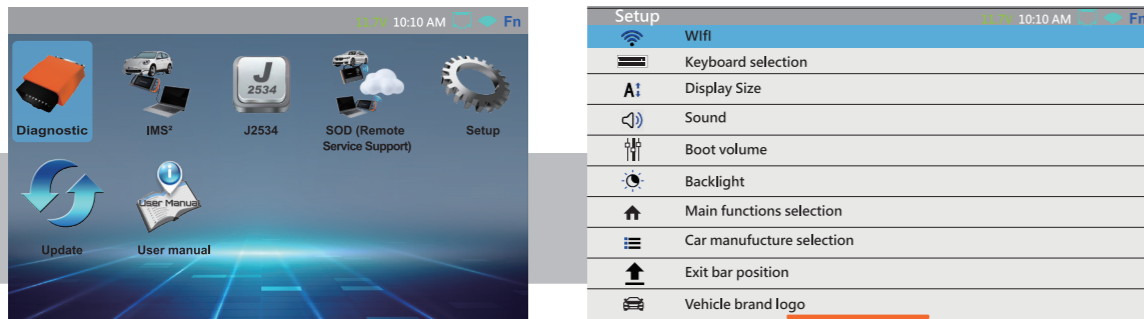 10:10 AM Fn
Diagnostic
IMS²
J
2534
J2534
SOD (Remote
Service Support)
Setup
User Manual
Update
User manual
Setup
10:10 AM Fn
WIfI
Keyboard selection
A
Display Size
Sound
Boot volume
Backlight
Main functions selection
Car manufucture selection
Exit bar position
Vehicle brand logo